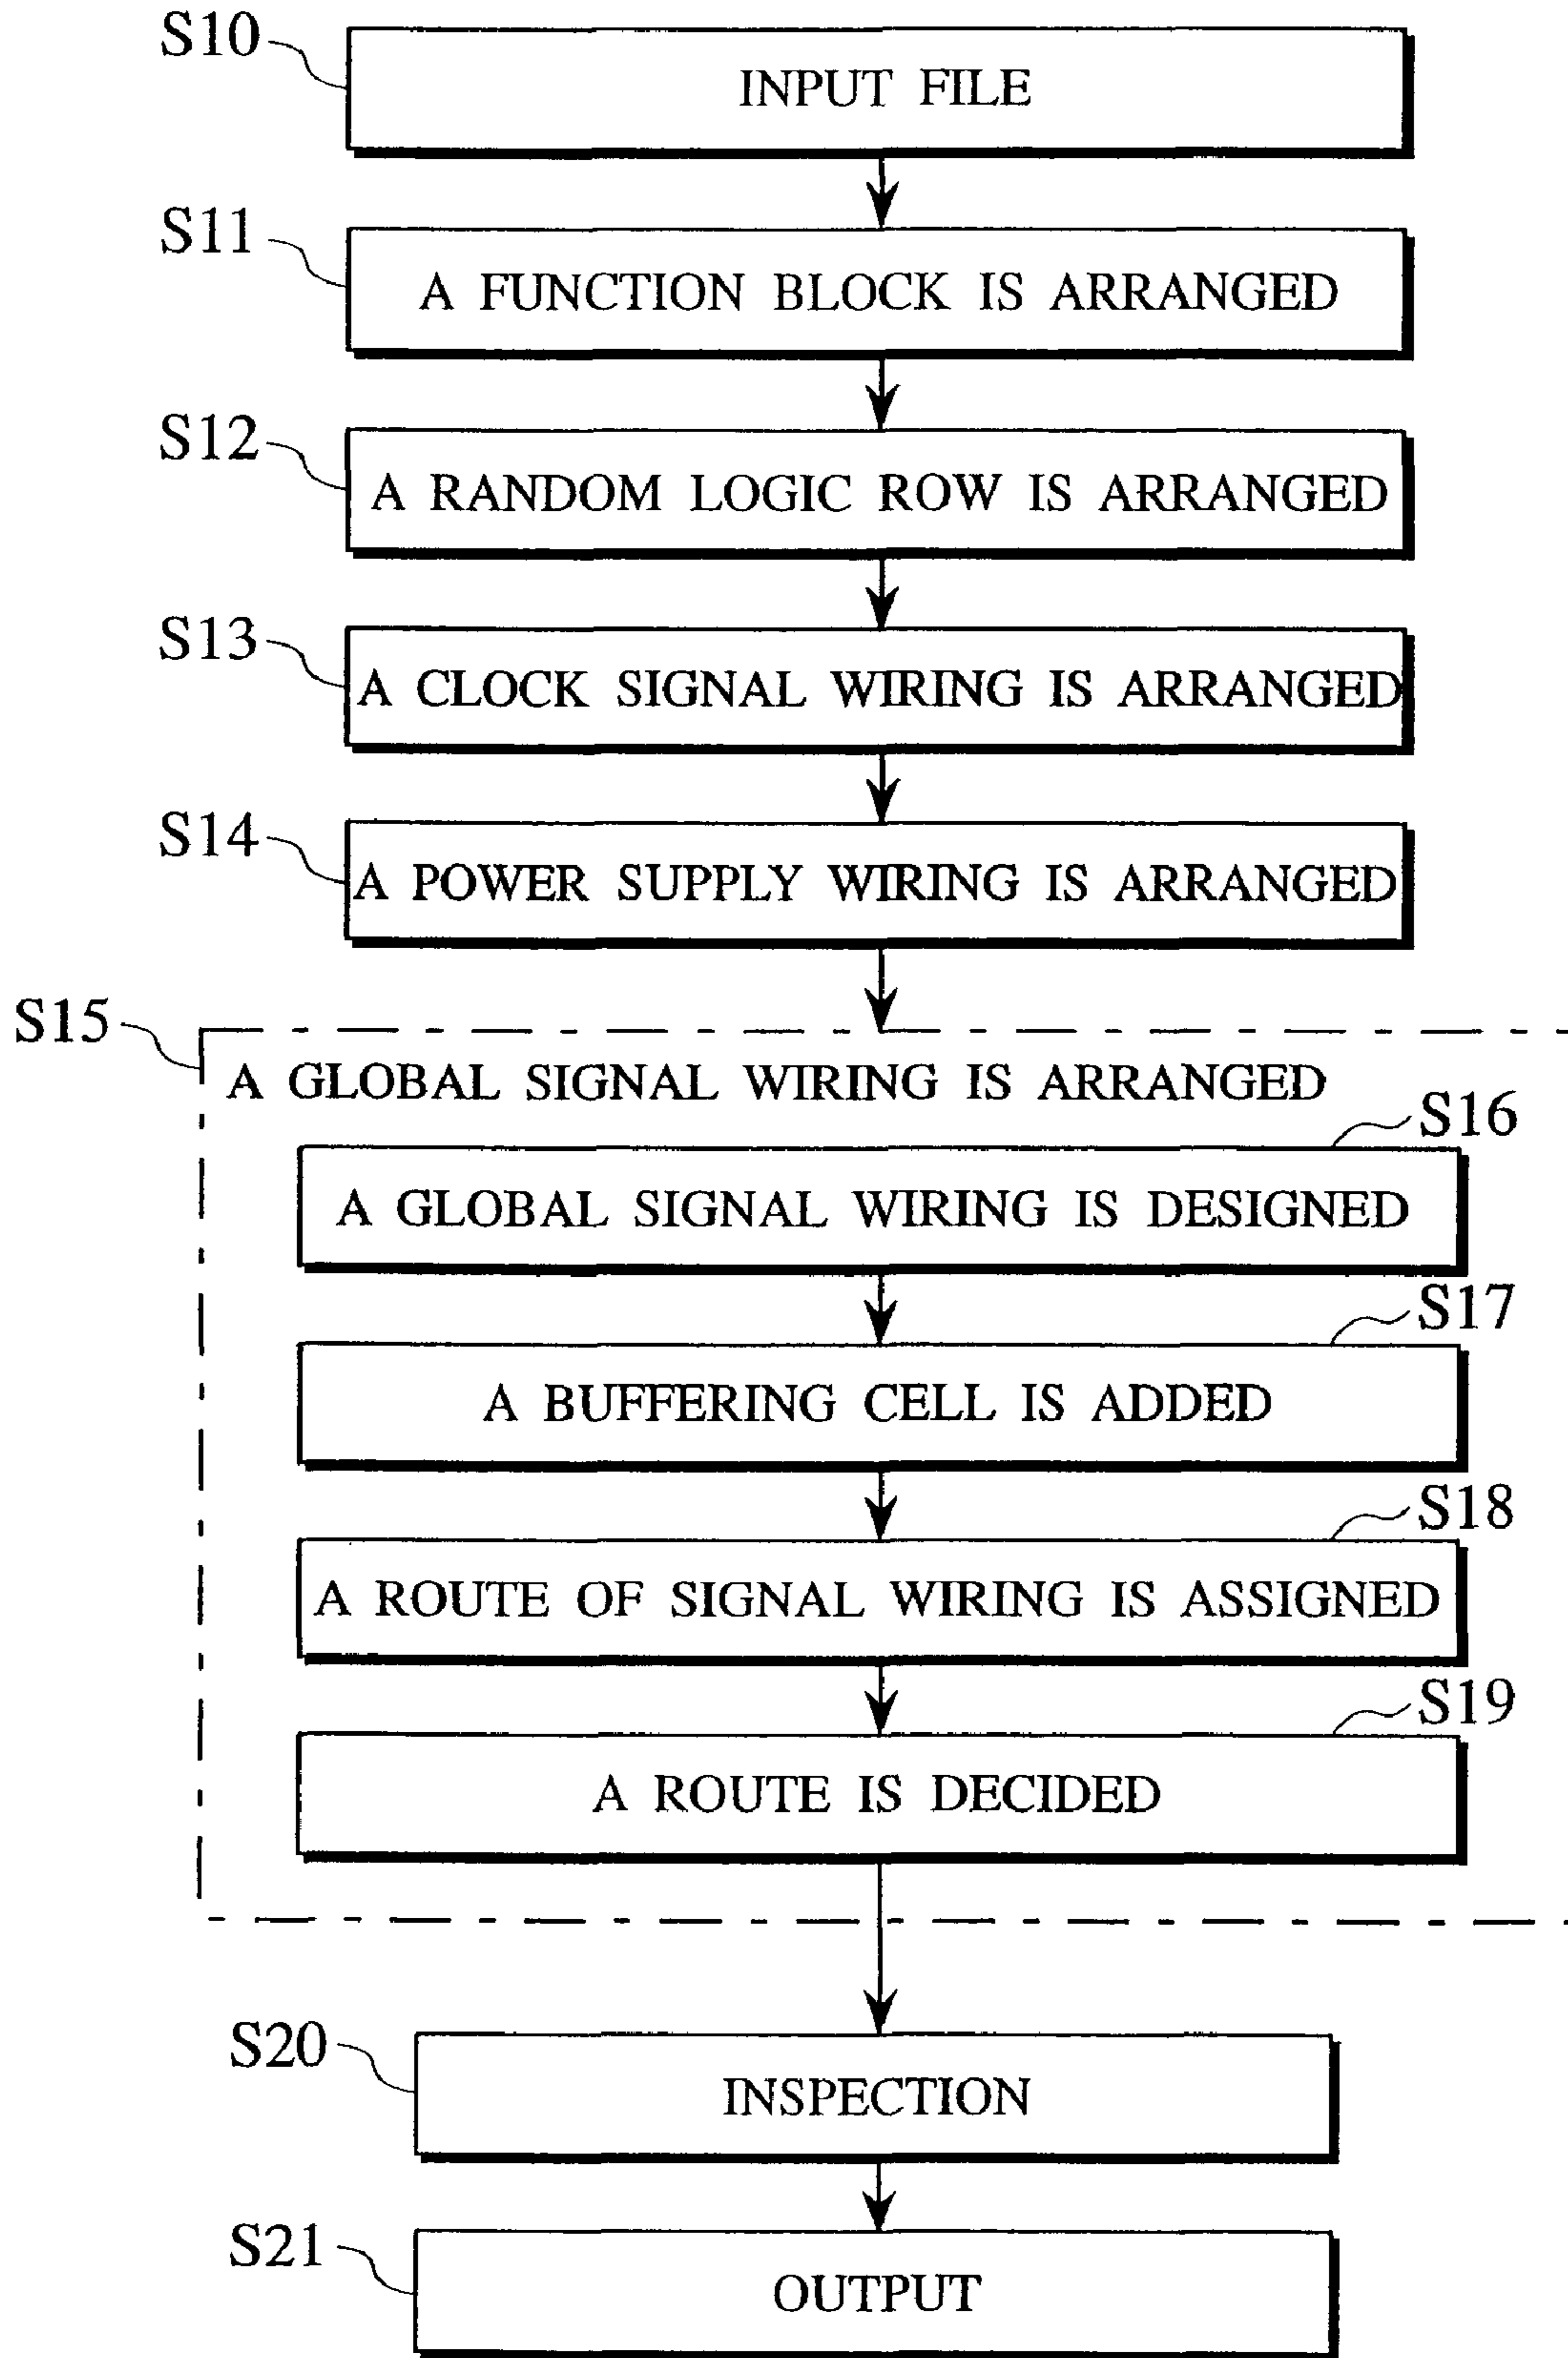 S10
INPUT FILE
S11
A FUNCTION BLOCK IS ARRANGED
S12
A RANDOM LOGIC ROW IS ARRANGED
S13
A CLOCK SIGNAL WIRING IS ARRANGED
S14
A POWER SUPPLY WIRING IS ARRANGED
S15
A GLOBAL SIGNAL WIRING IS ARRANGED
S16
A GLOBAL SIGNAL WIRING IS DESIGNED
S17
A BUFFERING CELL IS ADDED
S18
A ROUTE OF SIGNAL WIRING IS ASSIGNED
S19
A ROUTE IS DECIDED
S20
INSPECTION
S21
OUTPUT